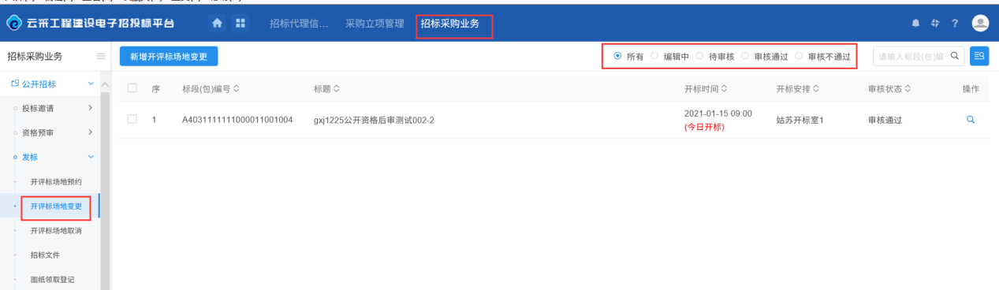 云采工程建设电子招投标平台 招标代理信... 采购立项管理 招标采购业务 ?
招标采购业务 新增开评标场地变更 所有 编辑中 待审核 审核通过 审核不通过 请输入标段(包)编
公开招标 序 标段(包)编号 标题 开标时间 开标安排 审核状态 操作
投标邀请
1 A4031111111000011001004 gxj1225公开资格后审测试002-2 2021-01-15 09:00 姑苏开标室1 审核通过
(今日开标)
资格预审
发标
开评标场地预约
开评标场地变更
开评标场地取消
招标文件
图纸领取登记